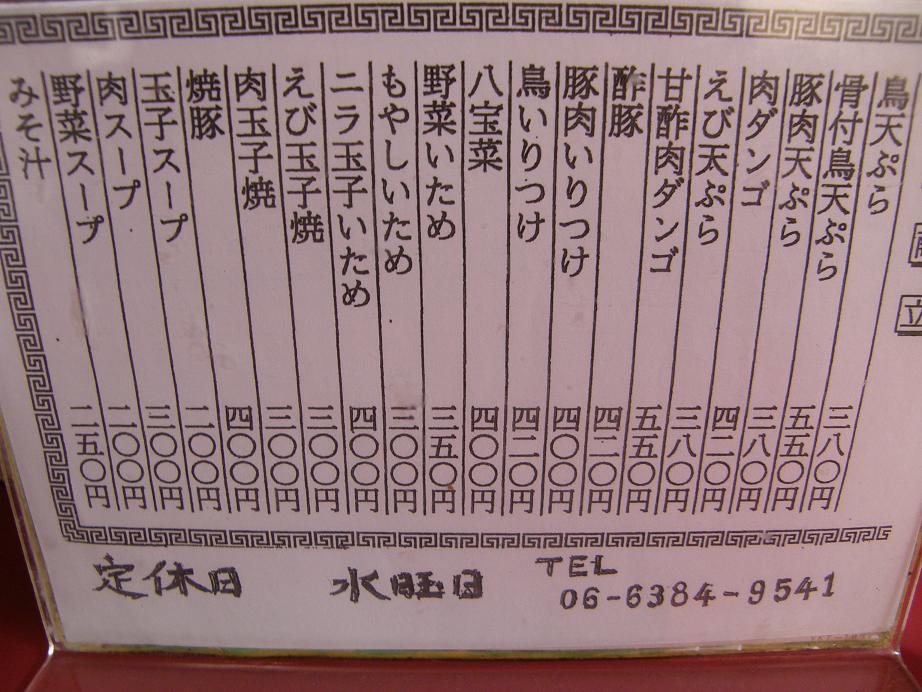 鳥天ぷら 三八〇円
骨付鳥天ぷら 五五〇円
豚肉天ぷら 三八〇円
肉ダンゴ 四二〇円
えび天ぷら 三八〇円
甘酢肉ダンゴ 五五〇円
酢豚 四二〇円
豚肉いりつけ 四〇〇円
鳥いりつけ 四二〇円
八宝菜 四〇〇円
野菜いため 三五〇円
もやしいため 三〇〇円
ニラ玉子いため 四〇〇円
えび玉子焼 三〇〇円
肉玉子焼 三〇〇円
焼豚 四〇〇円
玉子スープ 二〇〇円
肉スープ 三〇〇円
野菜スープ 二〇〇円
みそ汁 二五〇円
定休日 水曜日
TEL
06-6384-9541